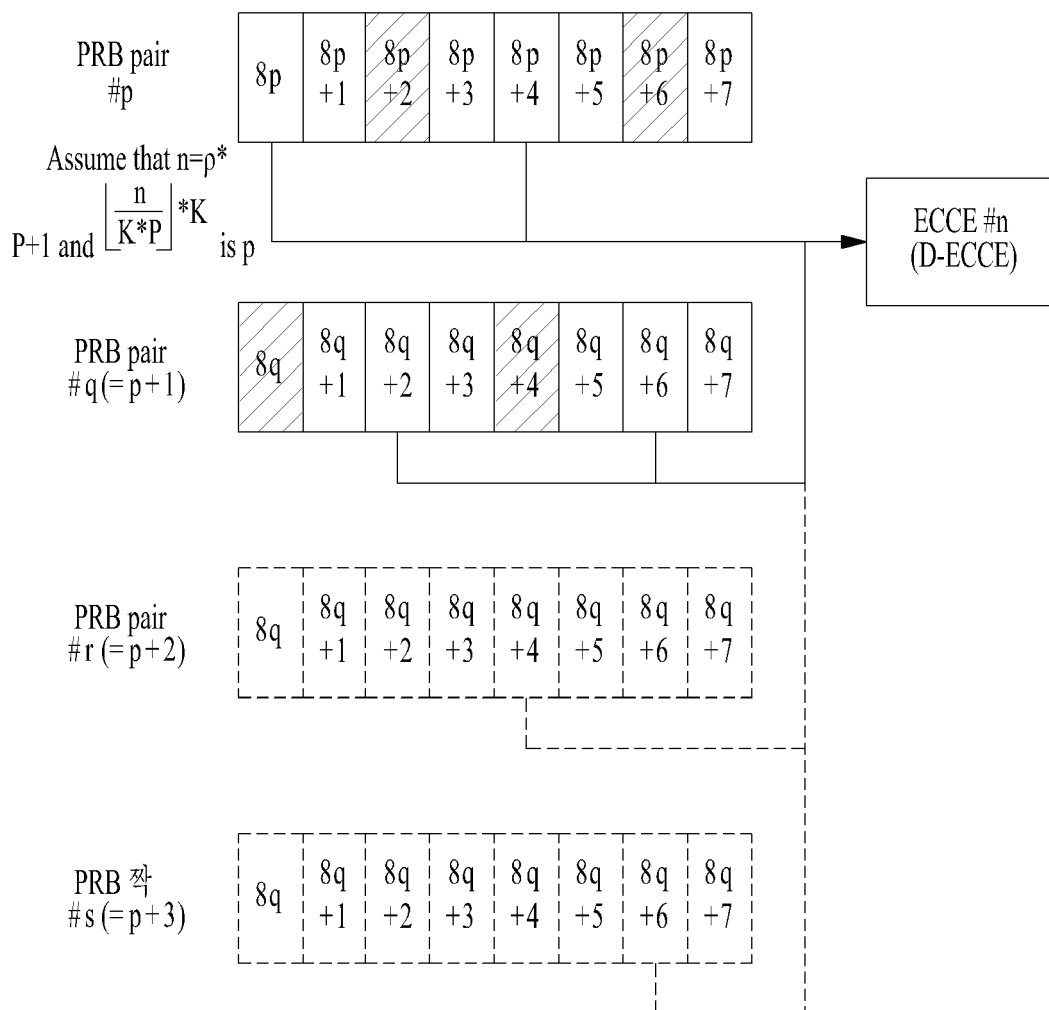 PRB pair
#p
8p
8p
+1
8p
+2
8p
+3
8p
+4
8p
+5
8p
+6
8p
+7
Assume that n=ρ*
P+1 and ⌊n/K*P⌋*K is p
ECCE #n
(D-ECCE)
PRB pair
#q(=p+1)
8q
8q
+1
8q
+2
8q
+3
8q
+4
8q
+5
8q
+6
8q
+7
PRB pair
#r (=p+2)
8q
8q
+1
8q
+2
8q
+3
8q
+4
8q
+5
8q
+6
8q
+7
PRB 짝
#s (=p+3)
8q
8q
+1
8q
+2
8q
+3
8q
+4
8q
+5
8q
+6
8q
+7